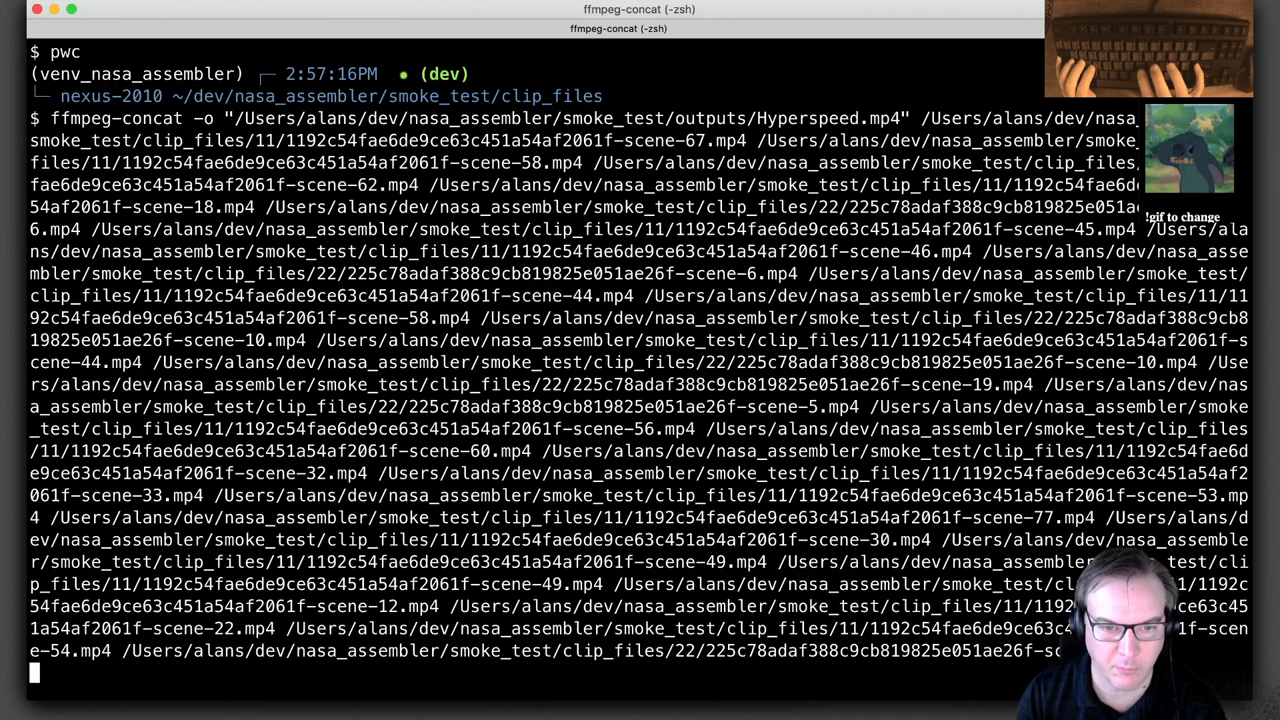 ffmpeg-concat (-zsh)
ffmpeg-concat (-zsh)
$ pwc
(venv_nasa_assembler) ┌─ 2:57:16PM ● (dev)
└─ nexus-2010 ~/dev/nasa_assembler/smoke_test/clip_files
$ ffmpeg-concat -o "/Users/alans/dev/nasa_assembler/smoke_test/outputs/Hyperspeed.mp4" /Users/alans/dev/nasa_
smoke_test/clip_files/11/1192c54fae6de9ce63c451a54af2061f-scene-67.mp4 /Users/alans/dev/nasa_assembler/smoke_
files/11/1192c54fae6de9ce63c451a54af2061f-scene-58.mp4 /Users/alans/dev/nasa_assembler/smoke_test/clip_files/
fae6de9ce63c451a54af2061f-scene-62.mp4 /Users/alans/dev/nasa_assembler/smoke_test/clip_files/11/1192c54fae6d
54af2061f-scene-18.mp4 /Users/alans/dev/nasa_assembler/smoke_test/clip_files/22/225c78adaf388c9cb819825e051a
!gif to change
6.mp4 /Users/alans/dev/nasa_assembler/smoke_test/clip_files/11/1192c54fae6de9ce63c451a54af2061f-scene-45.mp4 /Users/ala
ns/dev/nasa_assembler/smoke_test/clip_files/11/1192c54fae6de9ce63c451a54af2061f-scene-46.mp4 /Users/alans/dev/nasa_asse
mbler/smoke_test/clip_files/22/225c78adaf388c9cb819825e051ae26f-scene-6.mp4 /Users/alans/dev/nasa_assembler/smoke_test/
clip_files/11/1192c54fae6de9ce63c451a54af2061f-scene-44.mp4 /Users/alans/dev/nasa_assembler/smoke_test/clip_files/11/11
92c54fae6de9ce63c451a54af2061f-scene-58.mp4 /Users/alans/dev/nasa_assembler/smoke_test/clip_files/22/225c78adaf388c9cb8
19825e051ae26f-scene-10.mp4 /Users/alans/dev/nasa_assembler/smoke_test/clip_files/11/1192c54fae6de9ce63c451a54af2061f-s
cene-44.mp4 /Users/alans/dev/nasa_assembler/smoke_test/clip_files/22/225c78adaf388c9cb819825e051ae26f-scene-10.mp4 /Use
rs/alans/dev/nasa_assembler/smoke_test/clip_files/22/225c78adaf388c9cb819825e051ae26f-scene-19.mp4 /Users/alans/dev/nas
a_assembler/smoke_test/clip_files/22/225c78adaf388c9cb819825e051ae26f-scene-5.mp4 /Users/alans/dev/nasa_assembler/smoke
_test/clip_files/11/1192c54fae6de9ce63c451a54af2061f-scene-56.mp4 /Users/alans/dev/nasa_assembler/smoke_test/clip_files
/11/1192c54fae6de9ce63c451a54af2061f-scene-60.mp4 /Users/alans/dev/nasa_assembler/smoke_test/clip_files/11/1192c54fae6d
e9ce63c451a54af2061f-scene-32.mp4 /Users/alans/dev/nasa_assembler/smoke_test/clip_files/11/1192c54fae6de9ce63c451a54af2
061f-scene-33.mp4 /Users/alans/dev/nasa_assembler/smoke_test/clip_files/11/1192c54fae6de9ce63c451a54af2061f-scene-53.mp
4 /Users/alans/dev/nasa_assembler/smoke_test/clip_files/11/1192c54fae6de9ce63c451a54af2061f-scene-77.mp4 /Users/alans/d
ev/nasa_assembler/smoke_test/clip_files/11/1192c54fae6de9ce63c451a54af2061f-scene-30.mp4 /Users/alans/dev/nasa_assemble
r/smoke_test/clip_files/11/1192c54fae6de9ce63c451a54af2061f-scene-49.mp4 /Users/alans/dev/nasa_assemb test/cli
p_files/11/1192c54fae6de9ce63c451a54af2061f-scene-49.mp4 /Users/alans/dev/nasa_assembler/smoke_test/cl 1/1192c
54fae6de9ce63c451a54af2061f-scene-12.mp4 /Users/alans/dev/nasa_assembler/smoke_test/clip_files/11/1192 ce63c45
1a54af2061f-scene-22.mp4 /Users/alans/dev/nasa_assembler/smoke_test/clip_files/11/1192c54fae6de9ce63c 1f-scen
e-54.mp4 /Users/alans/dev/nasa_assembler/smoke_test/clip_files/22/225c78adaf388c9cb819825e051ae26f-sc